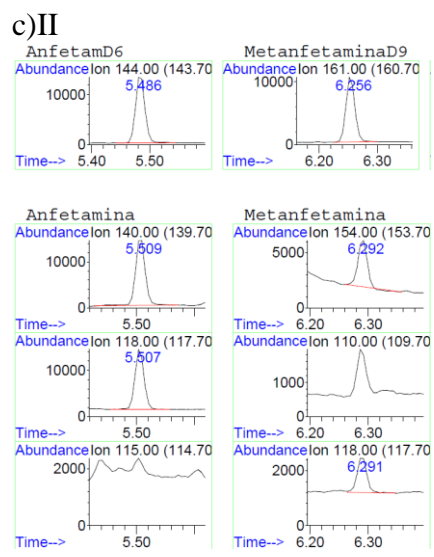 c)II
AnfetamD6
Abundance Ion 144.00 (143.70
5.486
10000
0
Time--> 5.40 5.50
MetanfetaminaD9
Abundance Ion 161.00 (160.70
6.256
10000
0
Time--> 6.20 6.30
Anfetamina
Abundance Ion 140.00 (139.70
5.509
10000
0
Time--> 5.50
Abundance Ion 118.00 (117.70
5.507
10000
0
Time--> 5.50
Abundance Ion 115.00 (114.70
2000
0
Time--> 5.50
Metanfetamina
Abundance Ion 154.00 (153.70
6.292
5000
0
Time--> 6.20 6.30
Abundance Ion 110.00 (109.70
1000
Time--> 6.20 6.30
Abundance Ion 118.00 (117.70
6.291
2000
0
Time--> 6.20 6.30